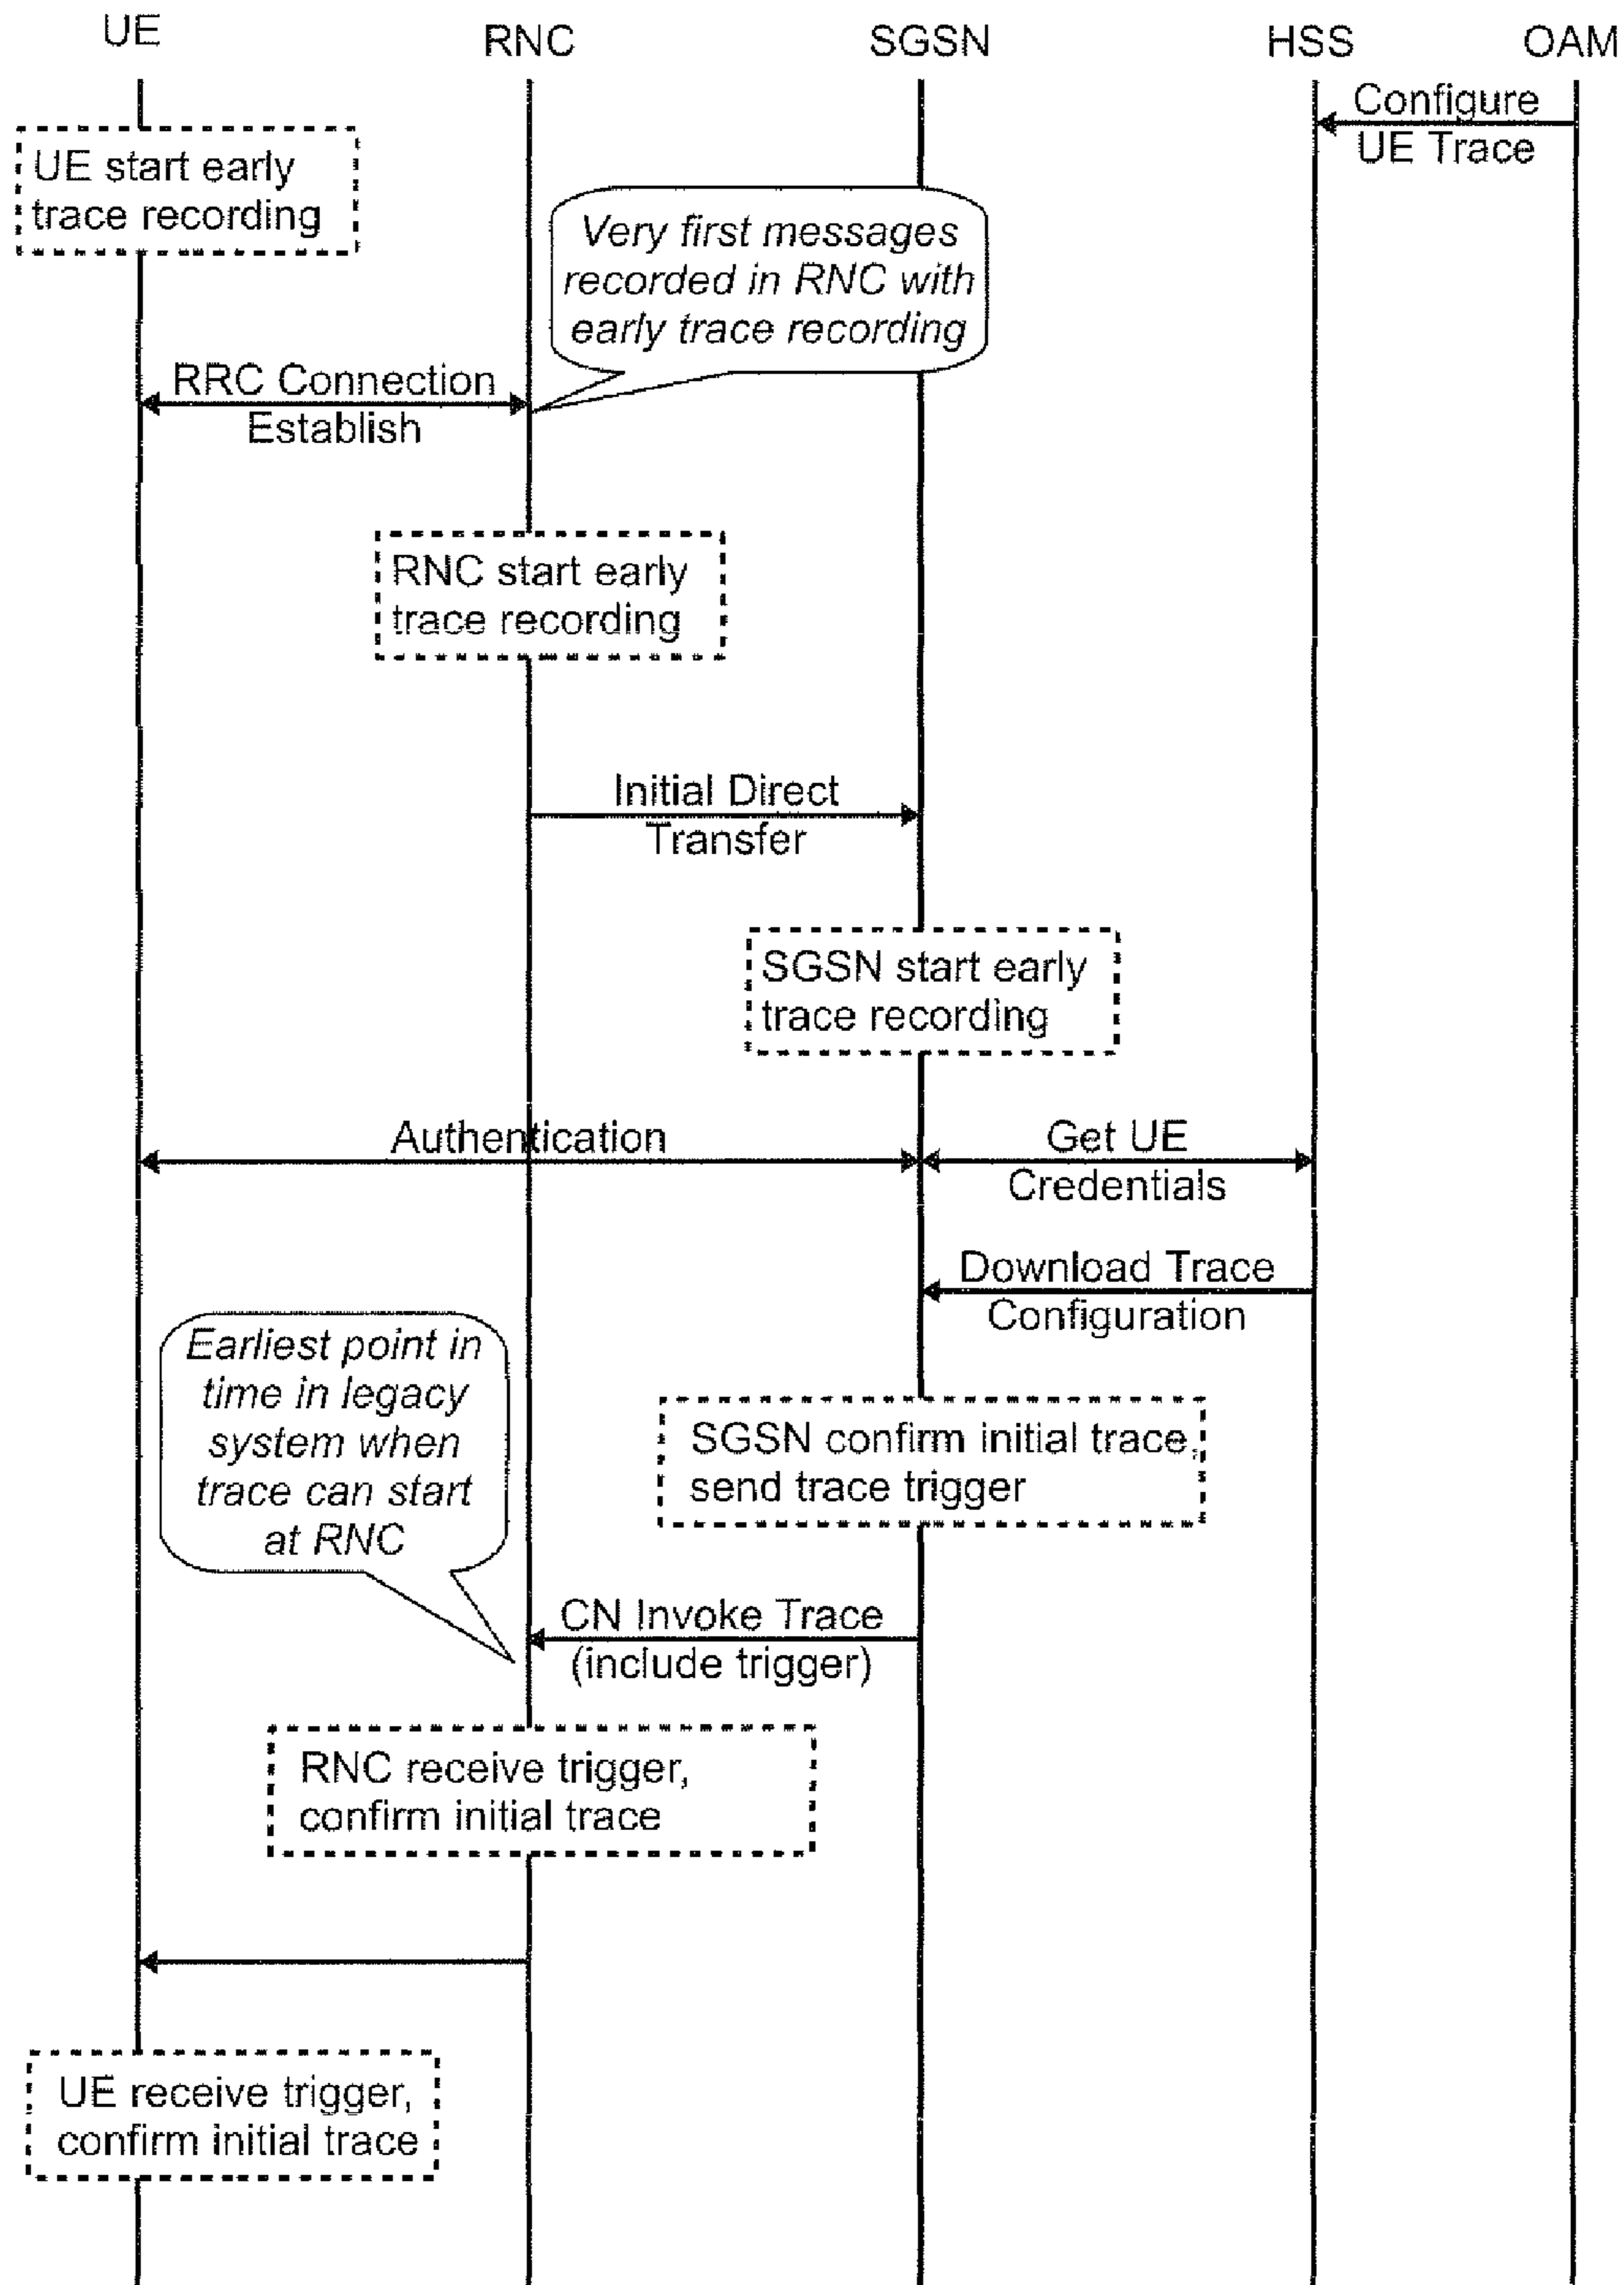 UE
RNC
SGSN
HSS
OAM
Configure
UE Trace
UE start early
trace recording
Very first messages
recorded in RNC with
early trace recording
RRC Connection
Establish
RNC start early
trace recording
Initial Direct
Transfer
SGSN start early
trace recording
Authentication
Get UE
Credentials
Download Trace
Configuration
Earliest point in
time in legacy
system when
trace can start
at RNC
SGSN confirm initial trace,
send trace trigger
CN Invoke Trace
(include trigger)
RNC receive trigger,
confirm initial trace
UE receive trigger,
confirm initial trace